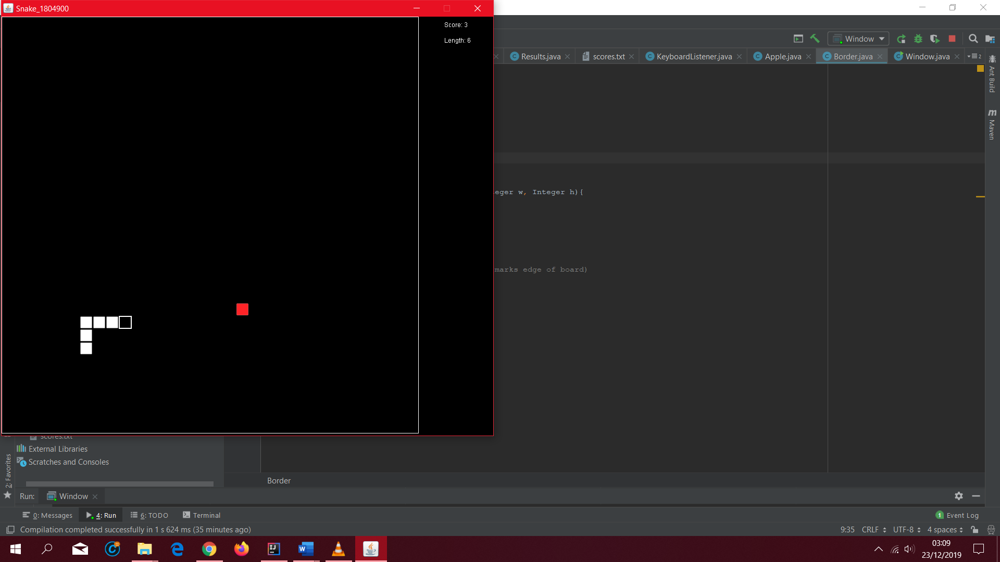 Snake_1804900
Score: 3
Length: 6
Window
Results.java
scores.txt
KeyboardListener.java
Apple.java
Border.java
Window.java
2
Ant Build
Maven
teger w, Integer h){
marks edge of board)
scores.txt
External Libraries
Scratches and Consoles
2: Favorites
Border
Run:
Window
0: Messages
4: Run
6: TODO
Terminal
1
Event Log
Compilation completed successfully in 1 s 624 ms (35 minutes ago)
9:35
CRLF
UTF-8
4 spaces
03:09
23/12/2019